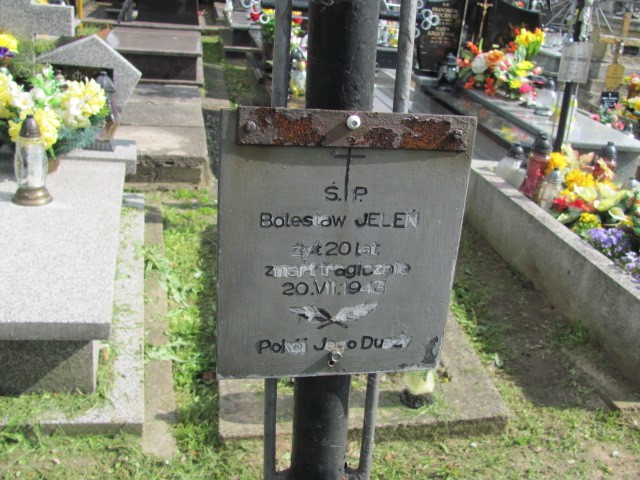 Ś. P.
Bolesław JELEŃ
żył 20 lat
zmarł tragicznie
20.VII.1943
Pokój Jego Duszy